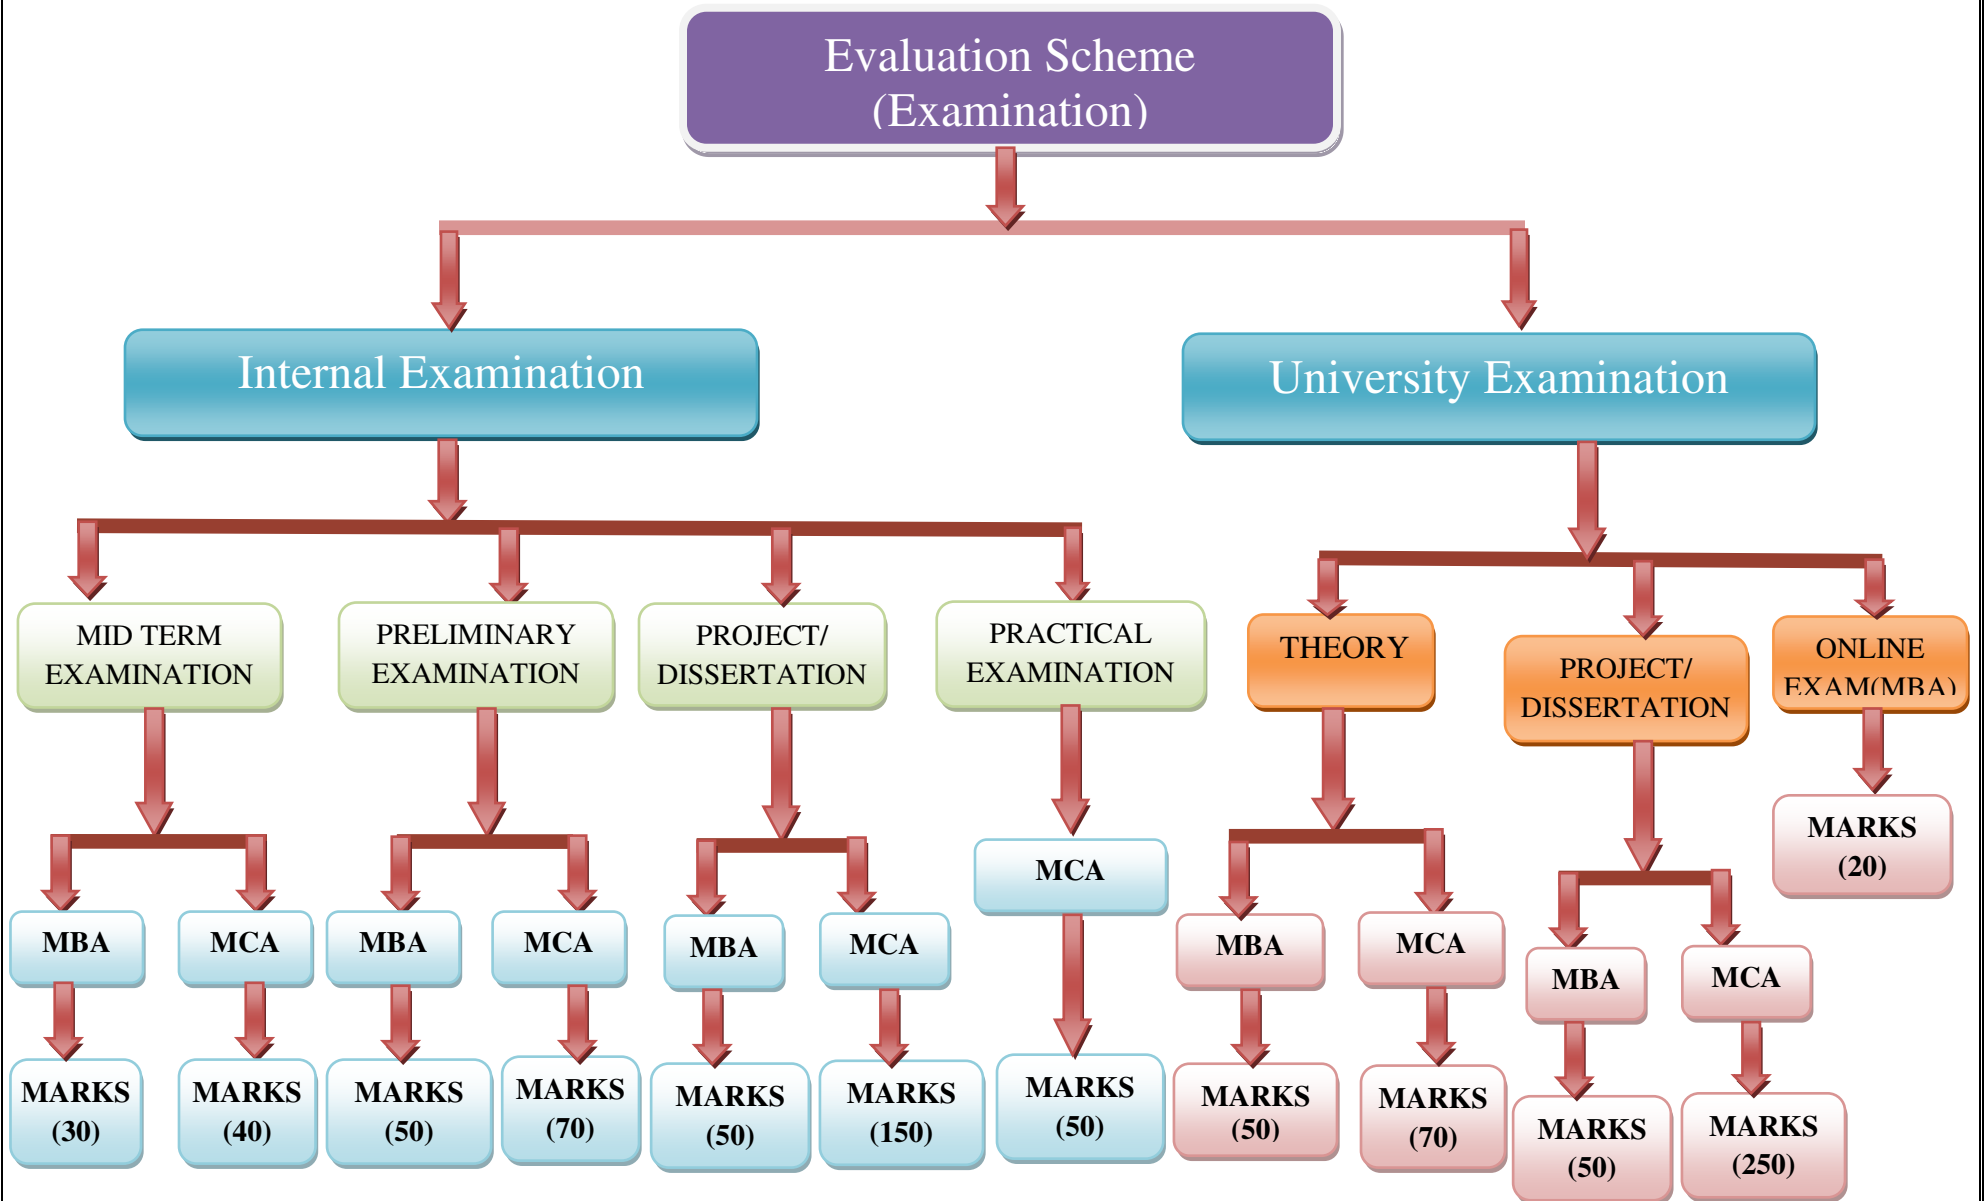 Evaluation Scheme
(Examination)
Internal Examination
University Examination
MID TERM
EXAMINATION
PRELIMINARY
EXAMINATION
PROJECT/
DISSERTATION
PRACTICAL
EXAMINATION
THEORY
PROJECT/
DISSERTATION
ONLINE
EXAM(MBA)
MARKS
(20)
MBA
MCA
MBA
MCA
MBA
MCA
MCA
MBA
MCA
MBA
MCA
MARKS
(30)
MARKS
(40)
MARKS
(50)
MARKS
(70)
MARKS
(50)
MARKS
(150)
MARKS
(50)
MARKS
(50)
MARKS
(70)
MARKS
(50)
MARKS
(250)